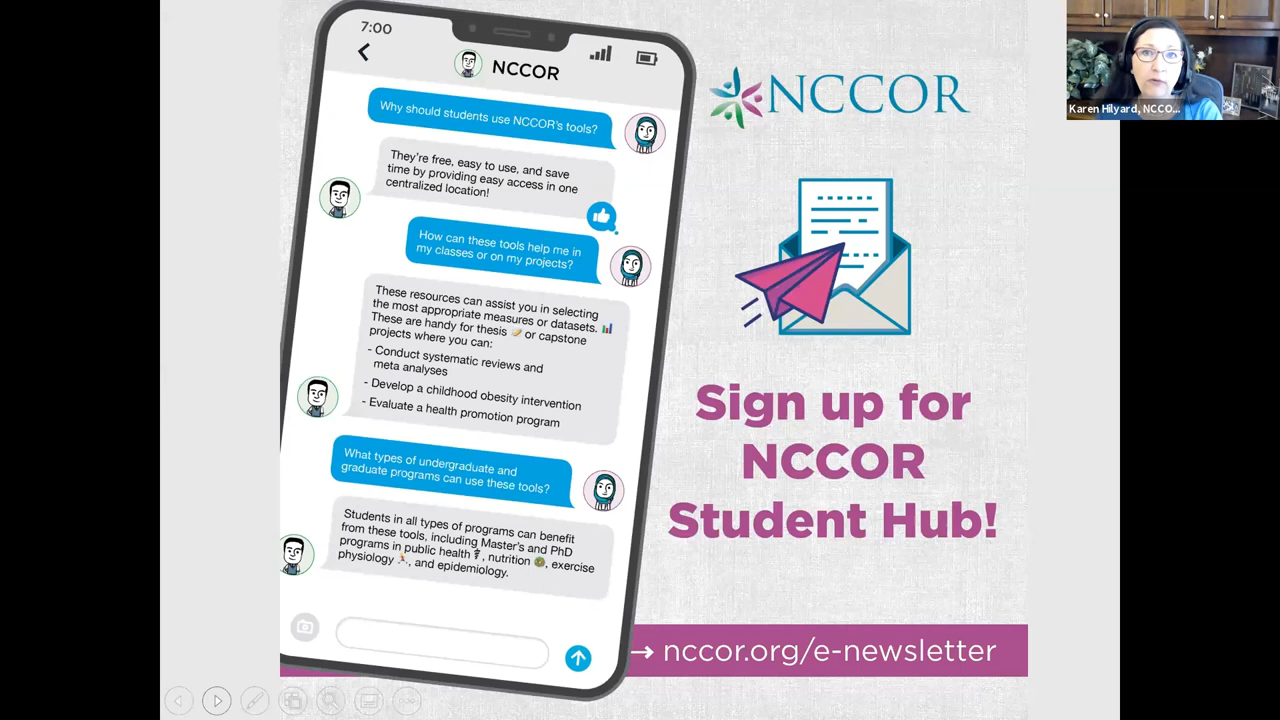 7:00
NCCOR
Why should students use NCCOR's tools?
They're free, easy to use, and save
time by providing easy access in one
centralized location!
How can these tools help me in
my classes or on my projects?
These resources can assist you in selecting
the most appropriate measures or datasets. 📊
These are handy for thesis 📝 or capstone
projects where you can:
- Conduct systematic reviews and
meta analyses
- Develop a childhood obesity intervention
- Evaluate a health promotion program
What types of undergraduate and
graduate programs can use these tools?
Students in all types of programs can benefit
from these tools, including Master's and PhD
programs in public health ⚕, nutrition 🥗, exercise
physiology 🏃, and epidemiology.
NCCOR
Sign up for
NCCOR
Student Hub!
→ nccor.org/e-newsletter
Karen Hilyard, NCCO...